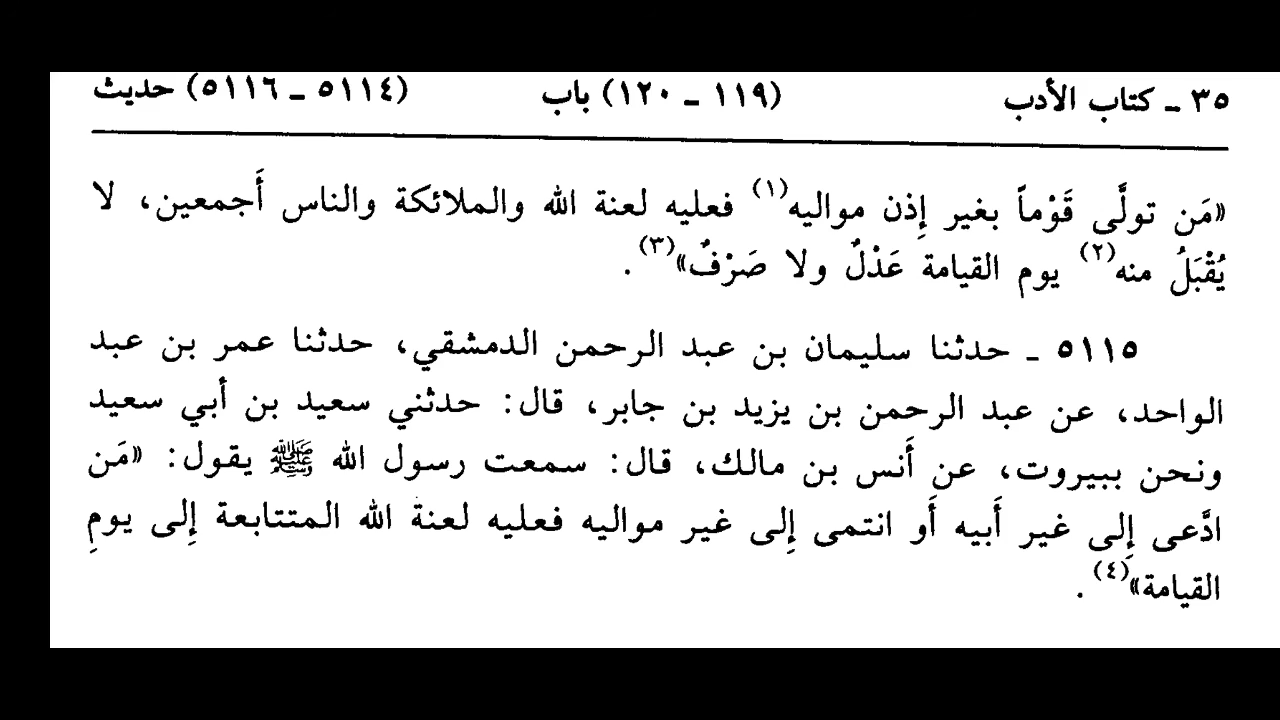 ٣٥ ـ كتاب الأدب (١١٩ ـ ١٢٠) باب (٥١١٤ ـ ٥١١٦) حديث
«مَن تولَّى قَوْماً بغير إِذن مواليه(١) فعليه لعنة الله والملائكة والناس أَجمعين، لا
يُقْبَلُ منه(٢) يوم القيامة عَدْلٌ ولا صَرْفٌ»(٣).
٥١١٥ ـ حدثنا سليمان بن عبد الرحمن الدمشقي، حدثنا عمر بن عبد
الواحد، عن عبد الرحمن بن يزيد بن جابر، قال: حدثني سعيد بن أبي سعيد
ونحن ببيروت، عن أَنس بن مالك، قال: سمعت رسول الله ﷺ يقول: «مَن
ادَّعى إِلى غير أَبيه أَو انتمى إِلى غير مواليه فعليه لعنة الله المتتابعة إِلى يومِ
القيامة»(٤).